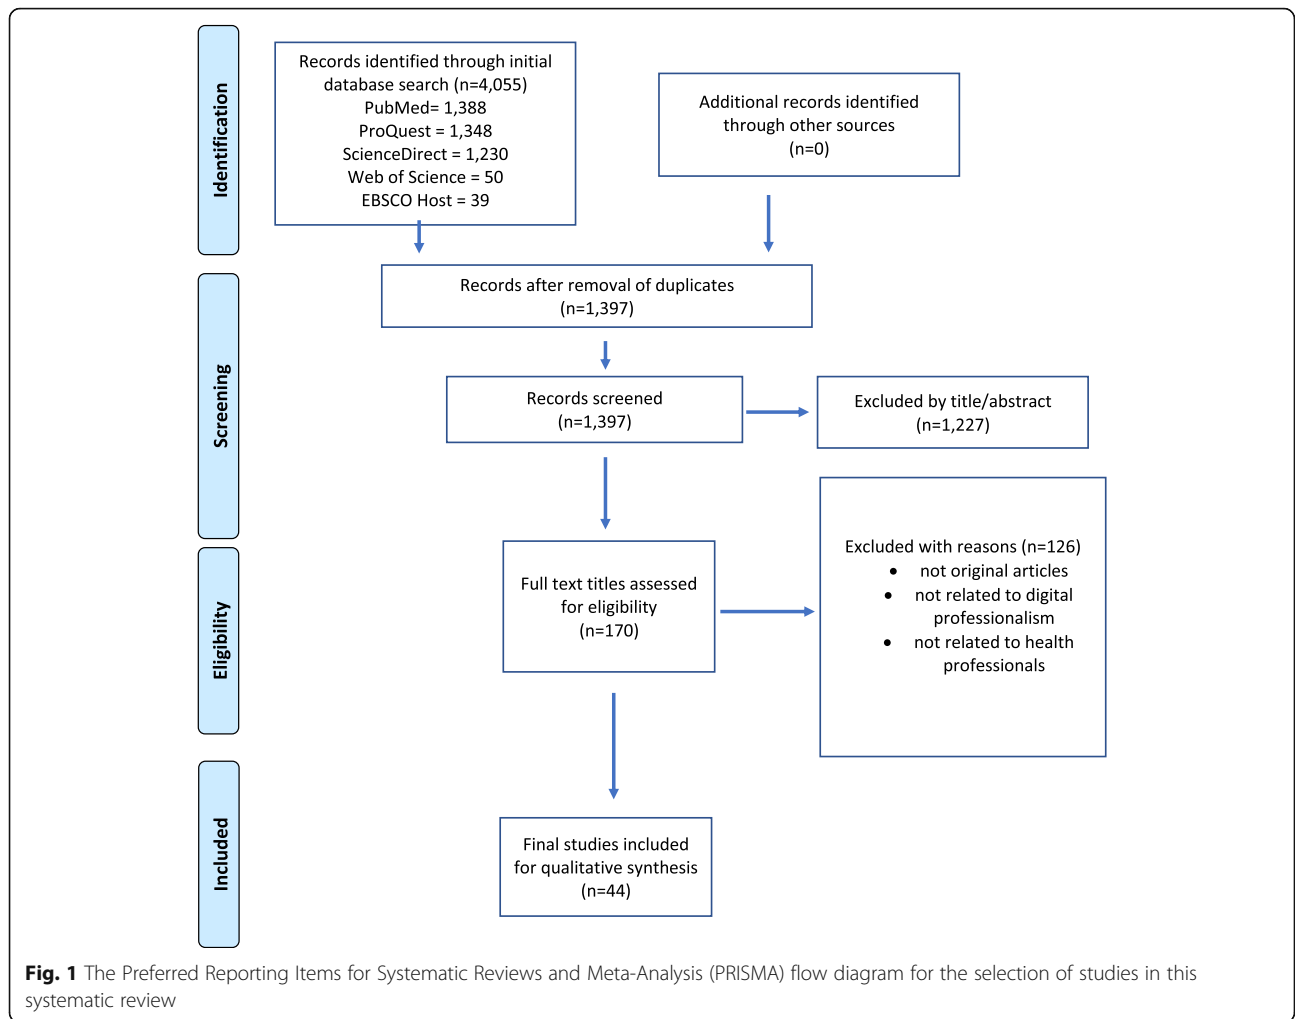 Identification
Records identified through initial
database search (n=4,055)
PubMed= 1,388
ProQuest = 1,348
ScienceDirect = 1,230
Web of Science = 50
EBSCO Host = 39
Additional records identified
through other sources
(n=0)
Screening
Records after removal of duplicates
(n=1,397)
Records screened
(n=1,397)
Excluded by title/abstract
(n=1,227)
Eligibility
Full text titles assessed
for eligibility
(n=170)
Excluded with reasons (n=126)
• not original articles
• not related to digital
professionalism
• not related to health
professionals
Included
Final studies included
for qualitative synthesis
(n=44)
Fig. 1 The Preferred Reporting Items for Systematic Reviews and Meta-Analysis (PRISMA) flow diagram for the selection of studies in this
systematic review